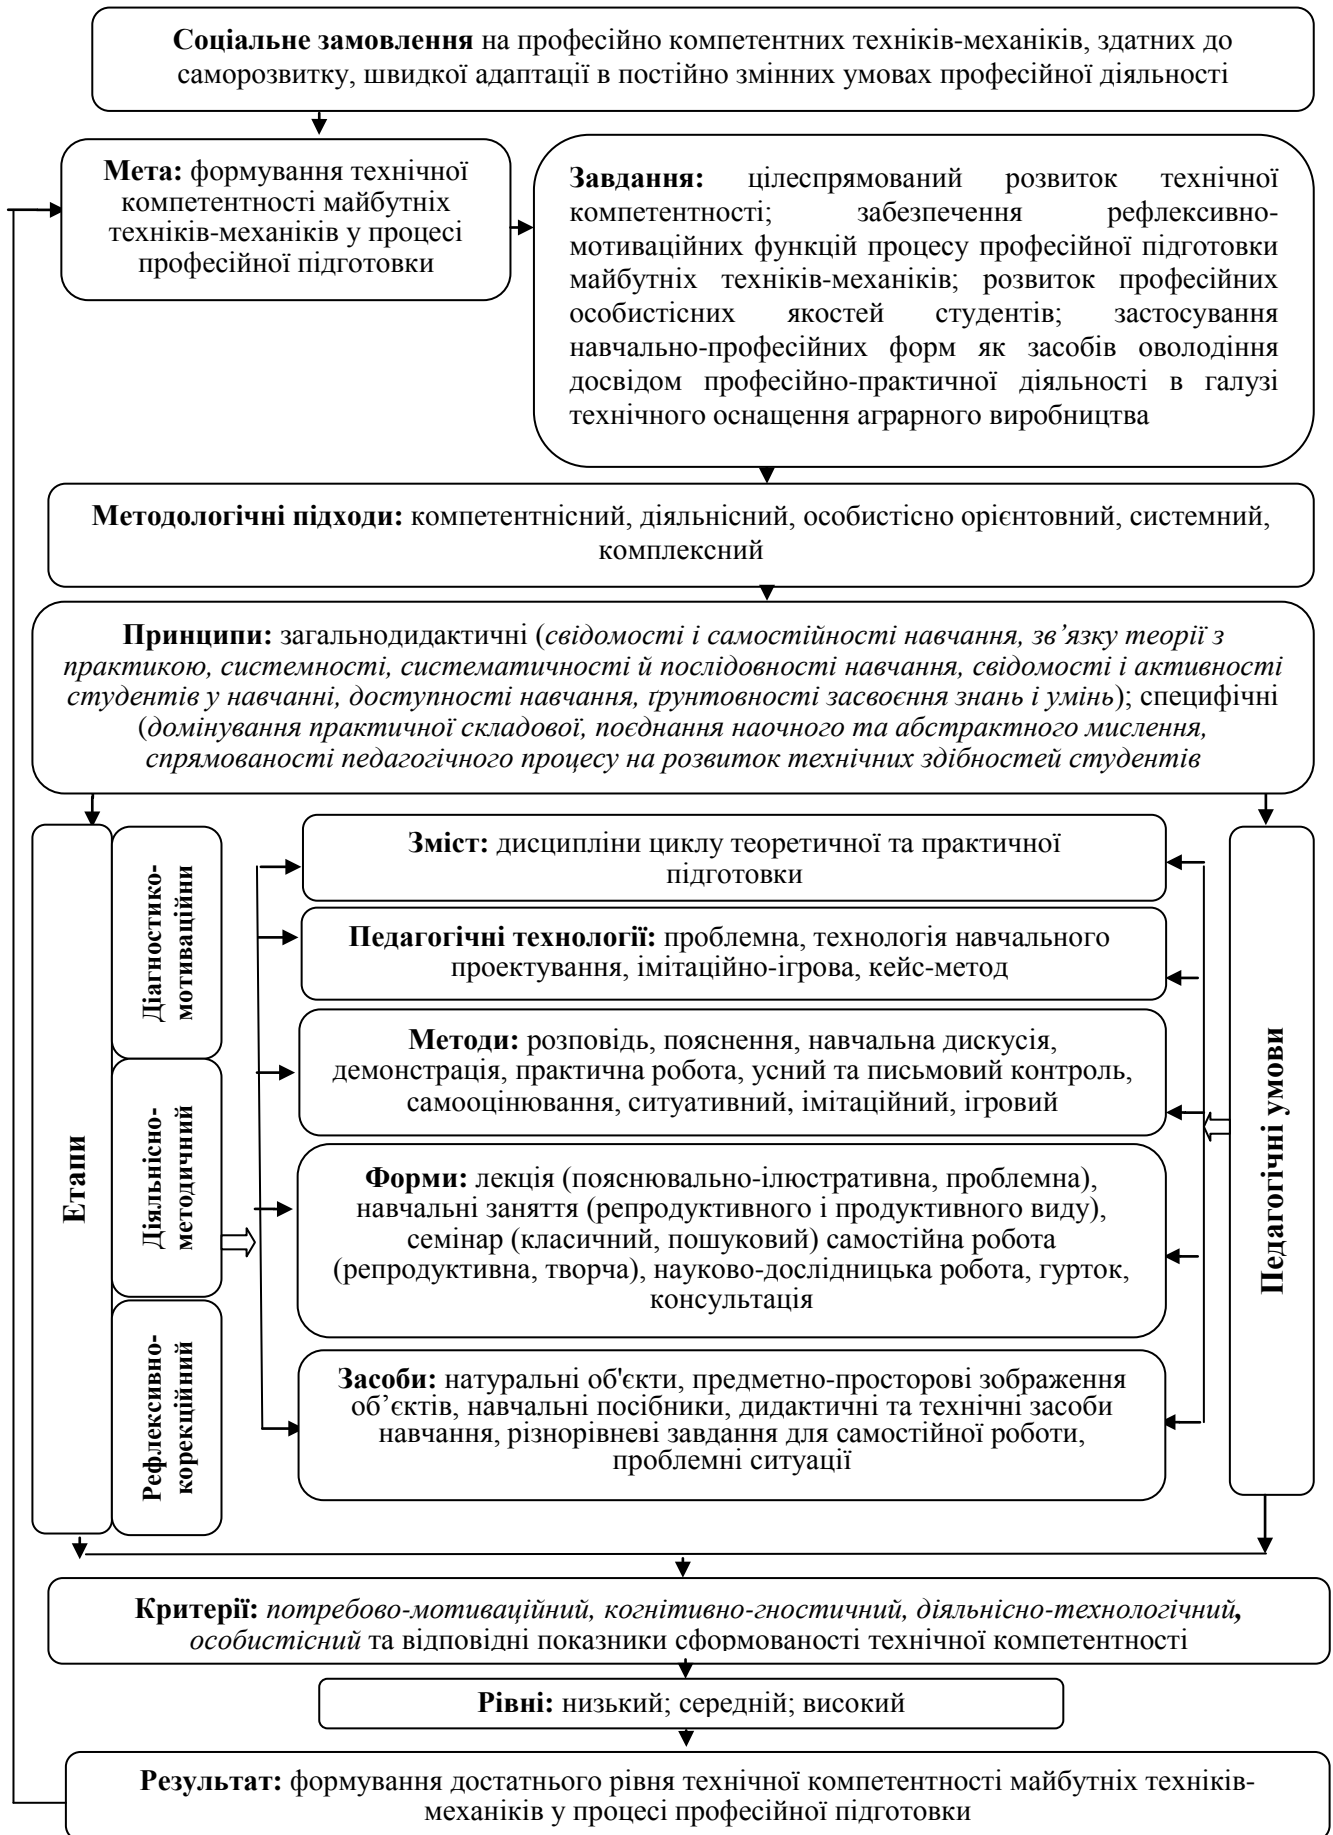 Соціальне замовлення на професійно компетентних техніків-механіків, здатних до
саморозвитку, швидкої адаптації в постійно змінних умовах професійної діяльності
Мета: формування технічної
компетентності майбутніх
техніків-механіків у процесі
професійної підготовки
Завдання: цілеспрямований розвиток технічної
компетентності; забезпечення рефлексивно-
мотиваційних функцій процесу професійної підготовки
майбутніх техніків-механіків; розвиток професійних
особистісних якостей студентів; застосування
навчально-професійних форм як засобів оволодіння
досвідом професійно-практичної діяльності в галузі
технічного оснащення аграрного виробництва
Методологічні підходи: компетентнісний, діяльнісний, особистісно орієнтовний, системний,
комплексний
Принципи: загальнодидактичні (свідомості і самостійності навчання, зв’язку теорії з
практикою, системності, систематичності й послідовності навчання, свідомості і активності
студентів у навчанні, доступності навчання, ґрунтовності засвоєння знань і умінь); специфічні
(домінування практичної складової, поєднання наочного та абстрактного мислення,
спрямованості педагогічного процесу на розвиток технічних здібностей студентів
Етапи
Діагностико-
мотиваційни
Діяльнісно-
методичний
Рефлексивно-
корекційний
Зміст: дисципліни циклу теоретичної та практичної
підготовки
Педагогічні технології: проблемна, технологія навчального
проектування, імітаційно-ігрова, кейс-метод
Методи: розповідь, пояснення, навчальна дискусія,
демонстрація, практична робота, усний та письмовий контроль,
самооцінювання, ситуативний, імітаційний, ігровий
Форми: лекція (пояснювально-ілюстративна, проблемна),
навчальні заняття (репродуктивного і продуктивного виду),
семінар (класичний, пошуковий) самостійна робота
(репродуктивна, творча), науково-дослідницька робота, гурток,
консультація
Засоби: натуральні об'єкти, предметно-просторові зображення
об’єктів, навчальні посібники, дидактичні та технічні засоби
навчання, різнорівневі завдання для самостійної роботи,
проблемні ситуації
Педагогічні умови
Критерії: потребово-мотиваційний, когнітивно-гностичний, діяльнісно-технологічний,
особистісний та відповідні показники сформованості технічної компетентності
Рівні: низький; середній; високий
Результат: формування достатнього рівня технічної компетентності майбутніх техніків-
механіків у процесі професійної підготовки